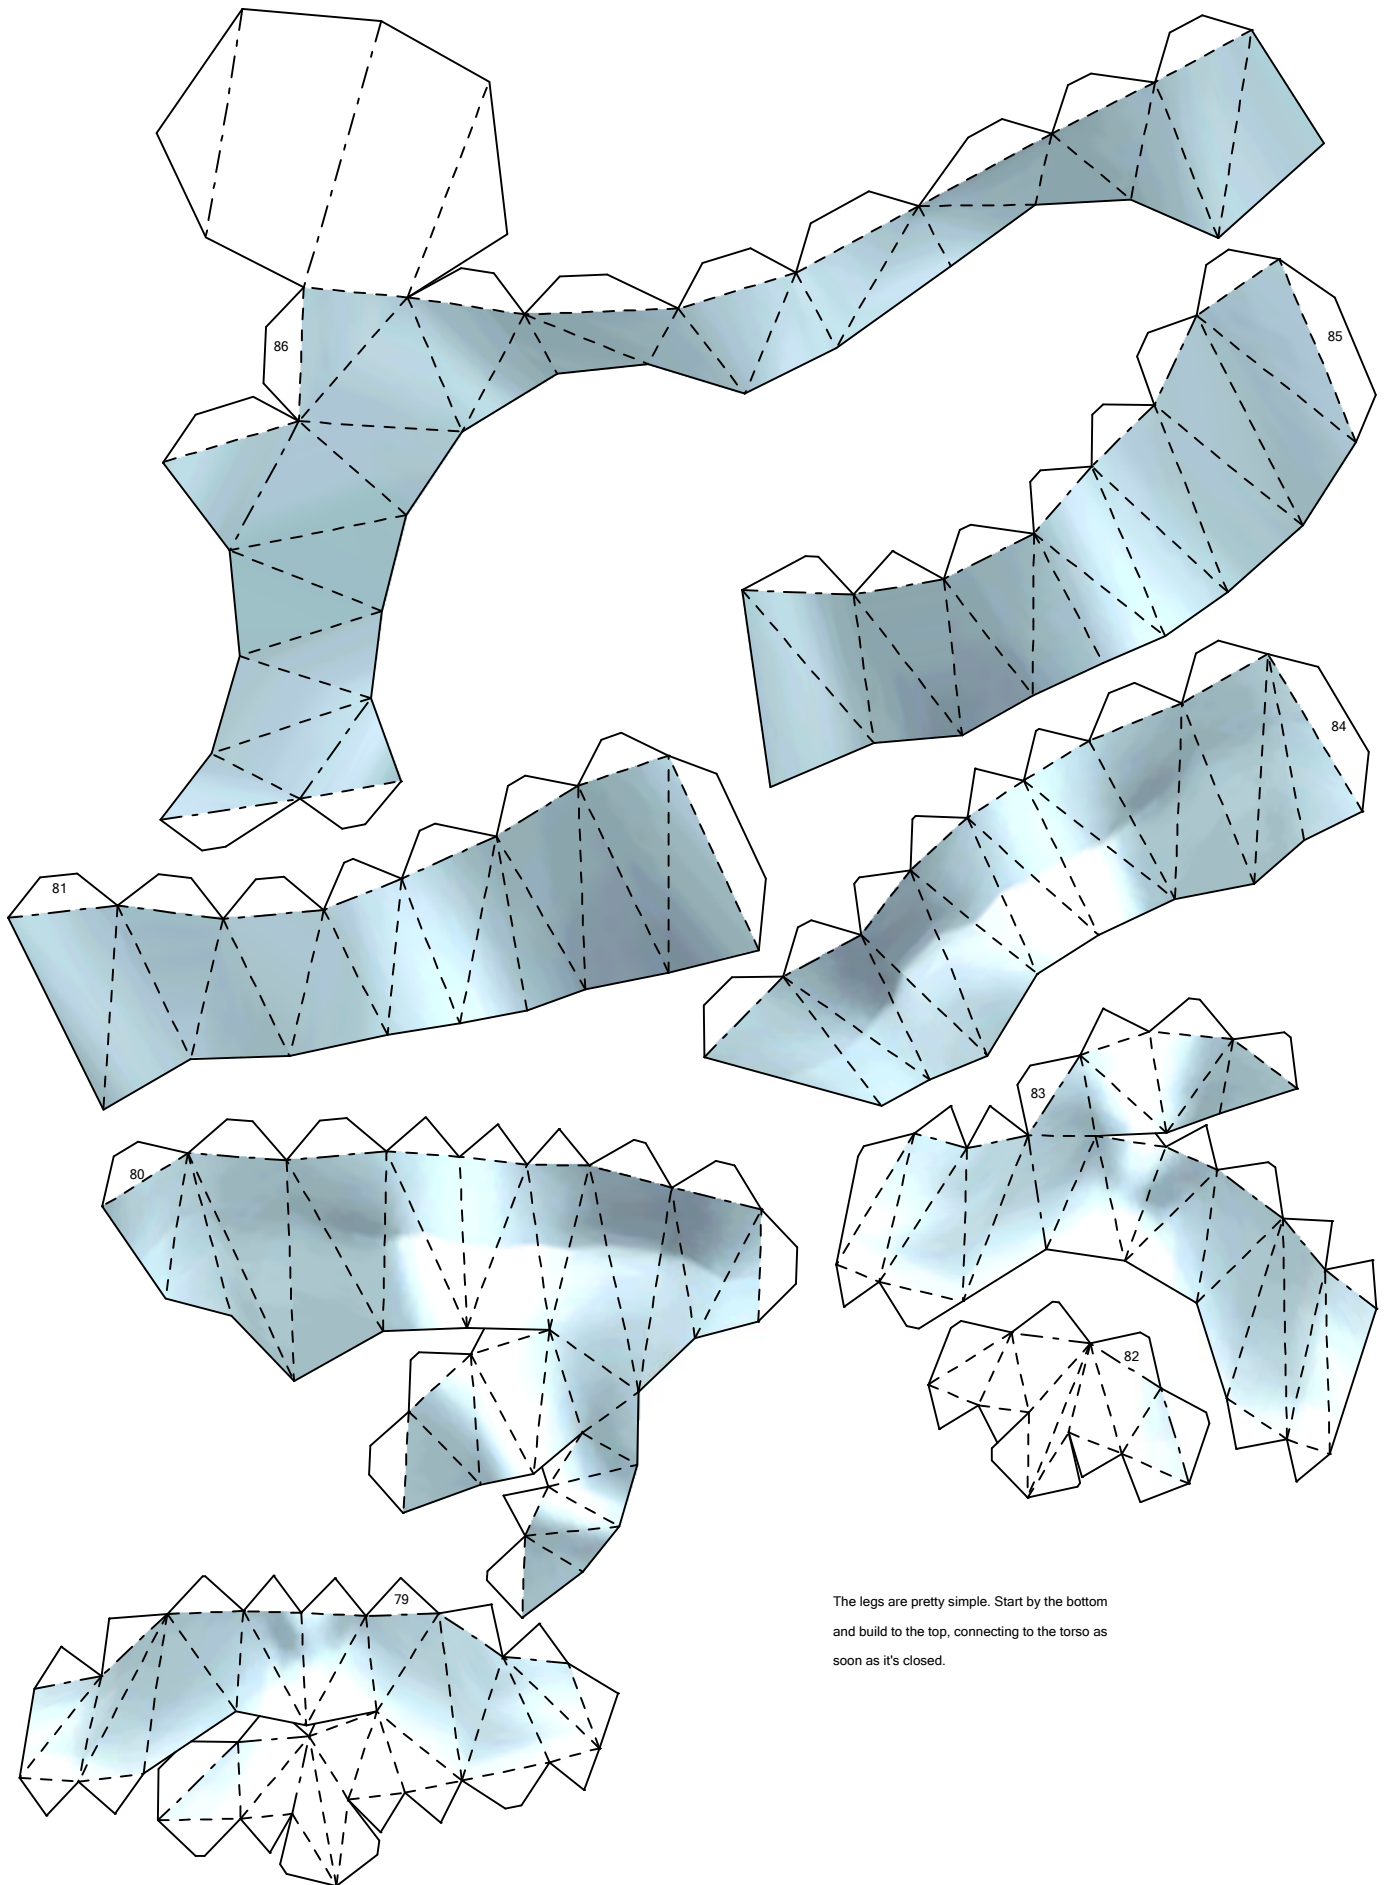 86
85
84
81
83
80
82
79
The legs are pretty simple. Start by the bottom
and build to the top, connecting to the torso as
soon as it's closed.